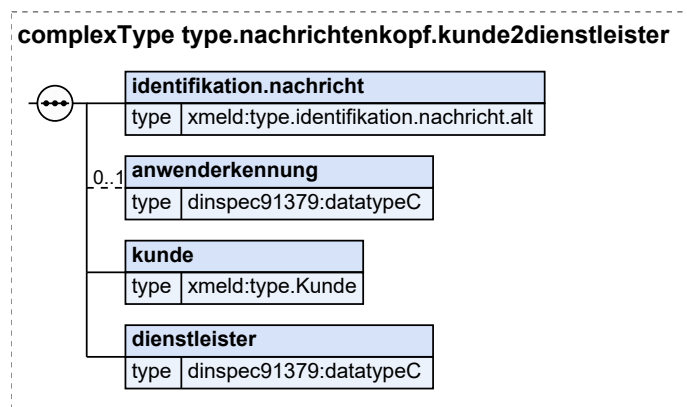 complexType type.nachrichtenkopf.kunde2dienstleister
identifikation.nachricht
type xmeld:type.identifikation.nachricht.alt
0..1
anwenderkennung
type dinspec91379:datatypeC
kunde
type xmeld:type.Kunde
dienstleister
type dinspec91379:datatypeC